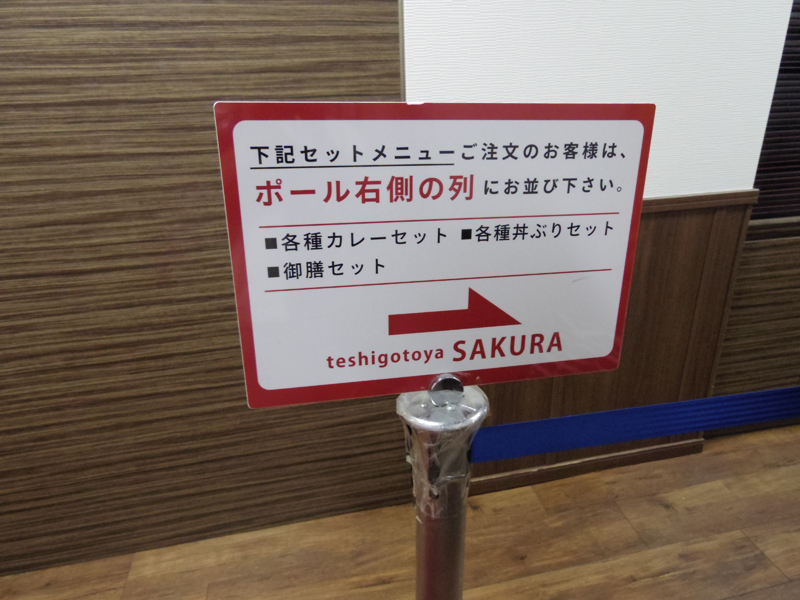 下記セットメニューご注文のお客様は、
ポール右側の列にお並び下さい。
■各種カレーセット ■各種丼ぶりセット
■御膳セット
teshigotoya SAKURA